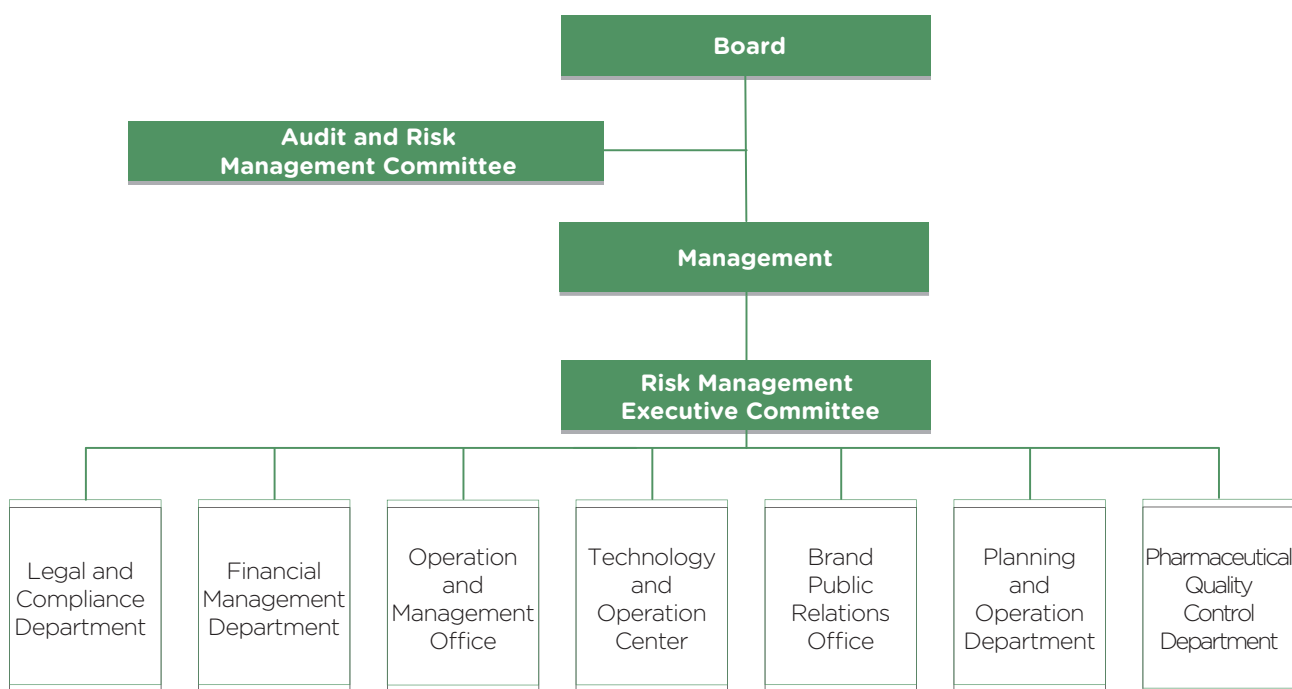 Board
Audit and Risk
Management Committee
Management
Risk Management
Executive Committee
Legal and
Compliance
Department
Financial
Management
Department
Operation
and
Management
Office
Technology
and
Operation
Center
Brand
Public
Relations
Office
Planning
and
Operation
Department
Pharmaceutical
Quality
Control
Department